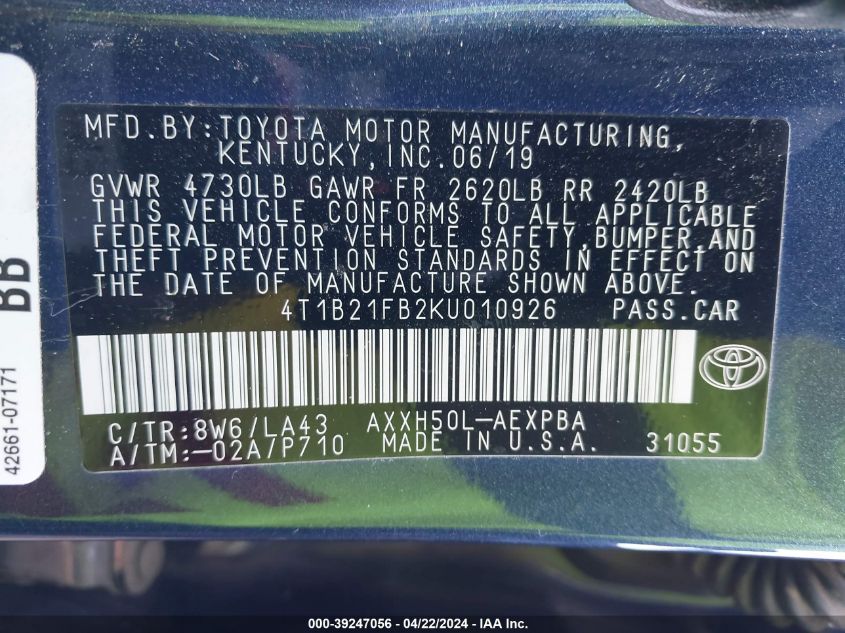 MFD.BY:TOYOTA MOTOR MANUFACTURING,
KENTUCKY,INC.06/19
GVWR 4730LB GAWR FR 2620LB RR 2420LB
THIS VEHICLE CONFORMS TO ALL APPLICABLE
FEDERAL MOTOR VEHICLE SAFETY,BUMPER,AND
THEFT PREVENTION STANDARDS IN EFFECT ON
THE DATE OF MANUFACTURE SHOWN ABOVE.
4T1B21FB2KU010926 PASS.CAR
C/TR:8W6/LA43 AXXH50L-AEXPBA
A/TM:-02A/P710 MADE IN U.S.A. 31055
42661-07171
BB
000-39247056 - 04/22/2024 - IAA Inc.